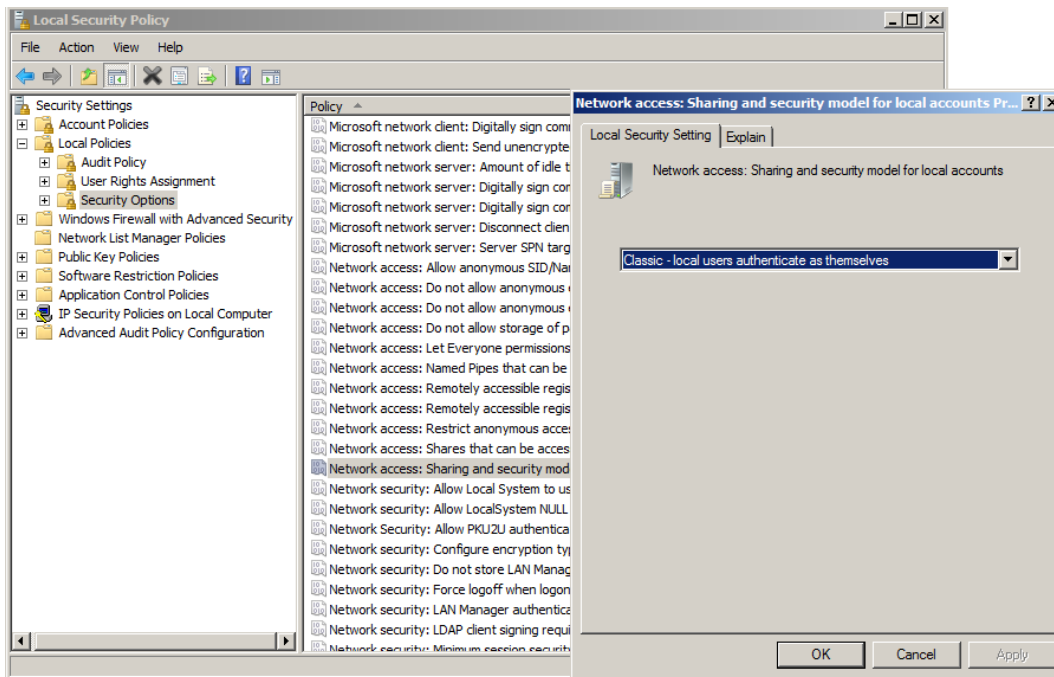 Local Security Policy
File Action View Help
Security Settings
Account Policies
Local Policies
Audit Policy
User Rights Assignment
Security Options
Windows Firewall with Advanced Security
Network List Manager Policies
Public Key Policies
Software Restriction Policies
Application Control Policies
IP Security Policies on Local Computer
Advanced Audit Policy Configuration
Policy
Microsoft network client: Digitally sign com
Microsoft network client: Send unencrypte
Microsoft network server: Amount of idle t
Microsoft network server: Digitally sign cor
Microsoft network server: Digitally sign cor
Microsoft network server: Disconnect clien
Microsoft network server: Server SPN targ
Network access: Allow anonymous SID/Nai
Network access: Do not allow anonymous
Network access: Do not allow anonymous
Network access: Do not allow storage of p
Network access: Let Everyone permissions
Network access: Named Pipes that can be
Network access: Remotely accessible regis
Network access: Remotely accessible regis
Network access: Restrict anonymous acces
Network access: Shares that can be acces
Network access: Sharing and security mod
Network security: Allow Local System to us
Network security: Allow LocalSystem NULL
Network Security: Allow PKU2U authentica
Network security: Configure encryption typ
Network security: Do not store LAN Manag
Network security: Force logoff when logon
Network security: LAN Manager authentica
Network security: LDAP client signing requi
Network security: Minimum session securit
Network access: Sharing and security model for local accounts Pr...
Local Security Setting Explain
Network access: Sharing and security model for local accounts
Classic - local users authenticate as themselves
OK Cancel Apply